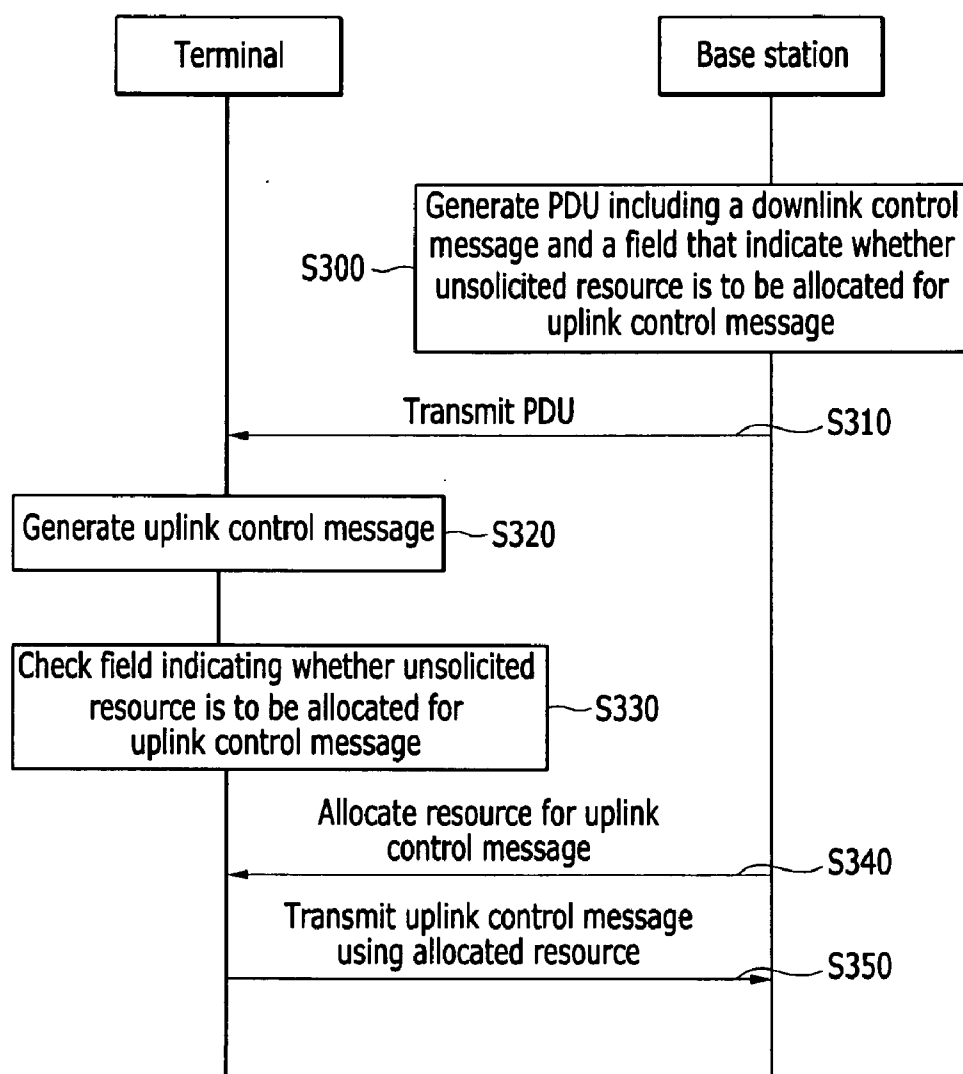 Terminal
Base station
Generate PDU including a downlink control
message and a field that indicate whether
unsolicited resource is to be allocated for
uplink control message
S300
Transmit PDU
S310
Generate uplink control message
S320
Check field indicating whether unsolicited
resource is to be allocated for
uplink control message
S330
Allocate resource for uplink
control message
S340
Transmit uplink control message
using allocated resource
S350